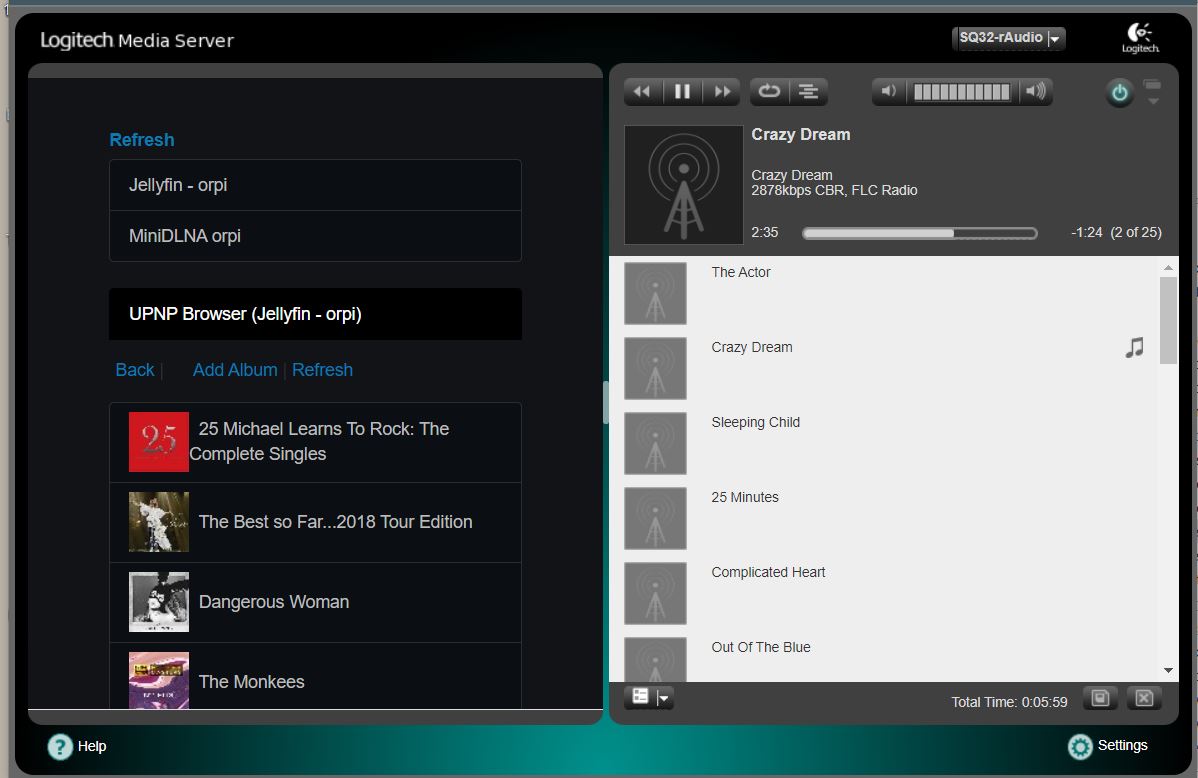 Logitech Media Server
SQ32-rAudio
Logitech
Refresh
Jellyfin - orpi
MiniDLNA orpi
UPNP Browser (Jellyfin - orpi)
Back | Add Album | Refresh
25
25 Michael Learns To Rock: The
Complete Singles
The Best so Far...2018 Tour Edition
Dangerous Woman
The Monkees
Crazy Dream
Crazy Dream
2878kbps CBR, FLC Radio
2:35
-1:24 (2 of 25)
The Actor
Crazy Dream
Sleeping Child
25 Minutes
Complicated Heart
Out Of The Blue
Total Time: 0:05:59
? Help
Settings